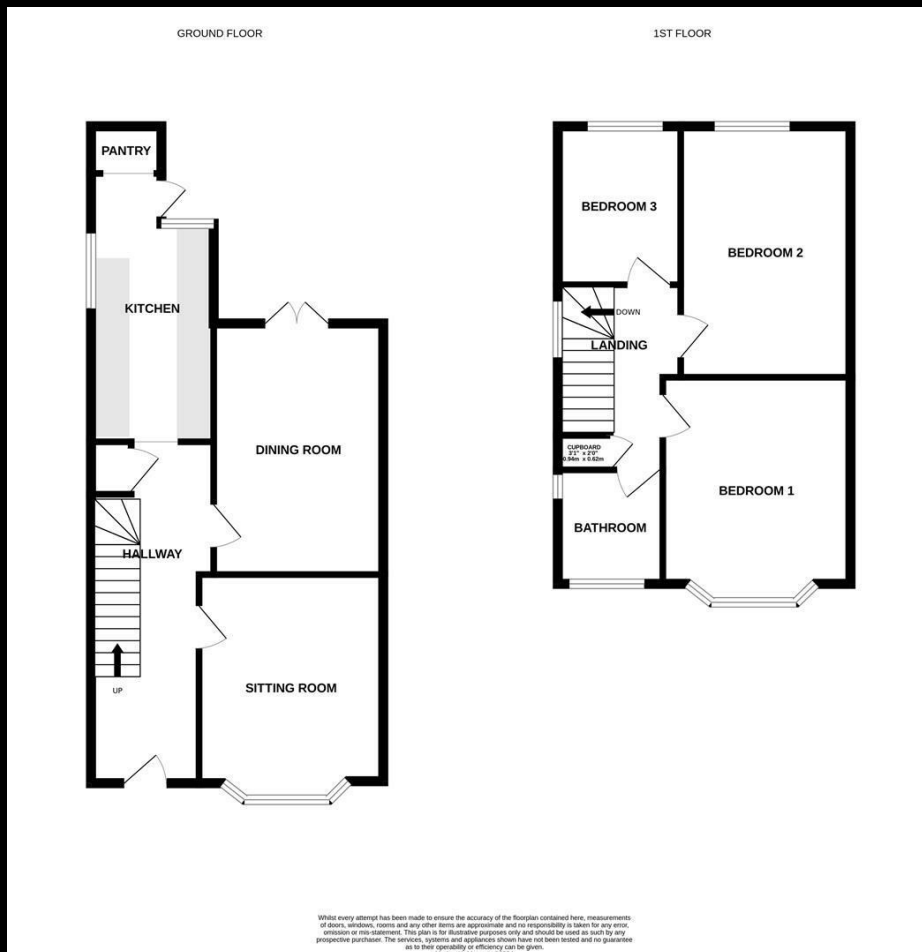 GROUND FLOOR
PANTRY
KITCHEN
DINING ROOM
HALLWAY
SITTING ROOM
UP
1ST FLOOR
BEDROOM 3
BEDROOM 2
DOWN
LANDING
CUPBOARD
3'1" x 2'0"
0.94m x 0.62m
BEDROOM 1
BATHROOM
Whilst every attempt has been made to ensure the accuracy of the floorplan contained here, measurements
of doors, windows, rooms and any other items are approximate and no responsibility is taken for any error,
omission or mis-statement. This plan is for illustrative purposes only and should be used as such by any
prospective purchaser. The services, systems and appliances shown have not been tested and no guarantee
as to their operability or efficiency can be given.